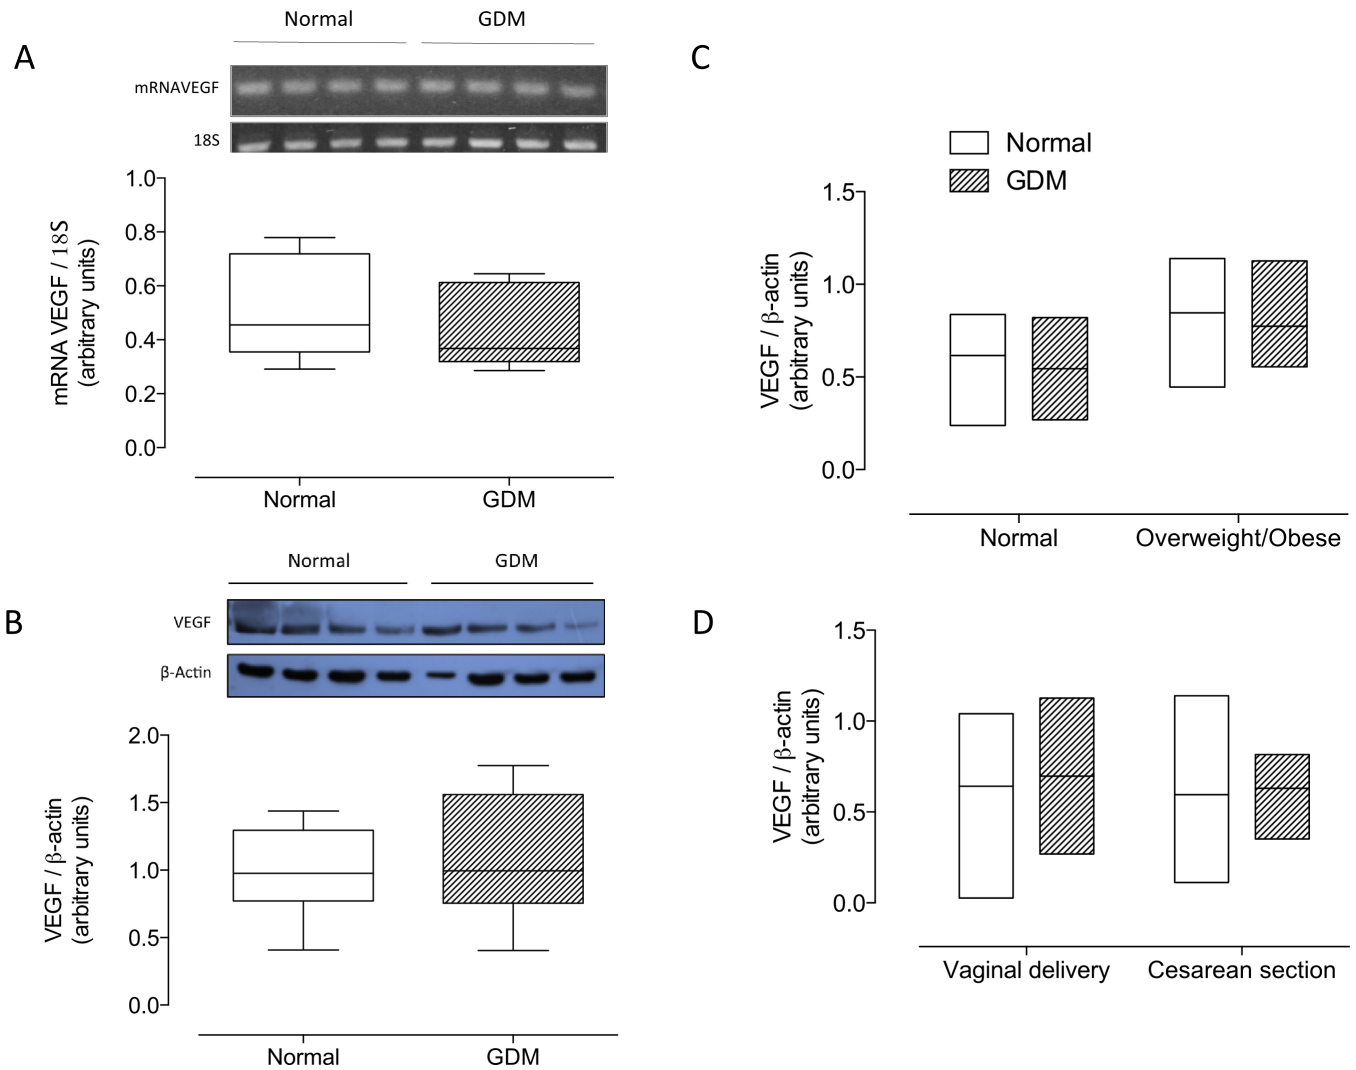 A
Normal GDM
mRNAVEGF
18S
mRNA VEGF / 18S
(arbitrary units)
1.0
0.8
0.6
0.4
0.2
0.0
Normal GDM
B
Normal GDM
VEGF
β-Actin
VEGF / β-actin
(arbitrary units)
2.0
1.5
1.0
0.5
0.0
Normal GDM
C
Normal
GDM
VEGF / β-actin
(arbitrary units)
1.5
1.0
0.5
0.0
Normal Overweight/Obese
D
VEGF / β-actin
(arbitrary units)
1.5
1.0
0.5
0.0
Vaginal delivery Cesarean section